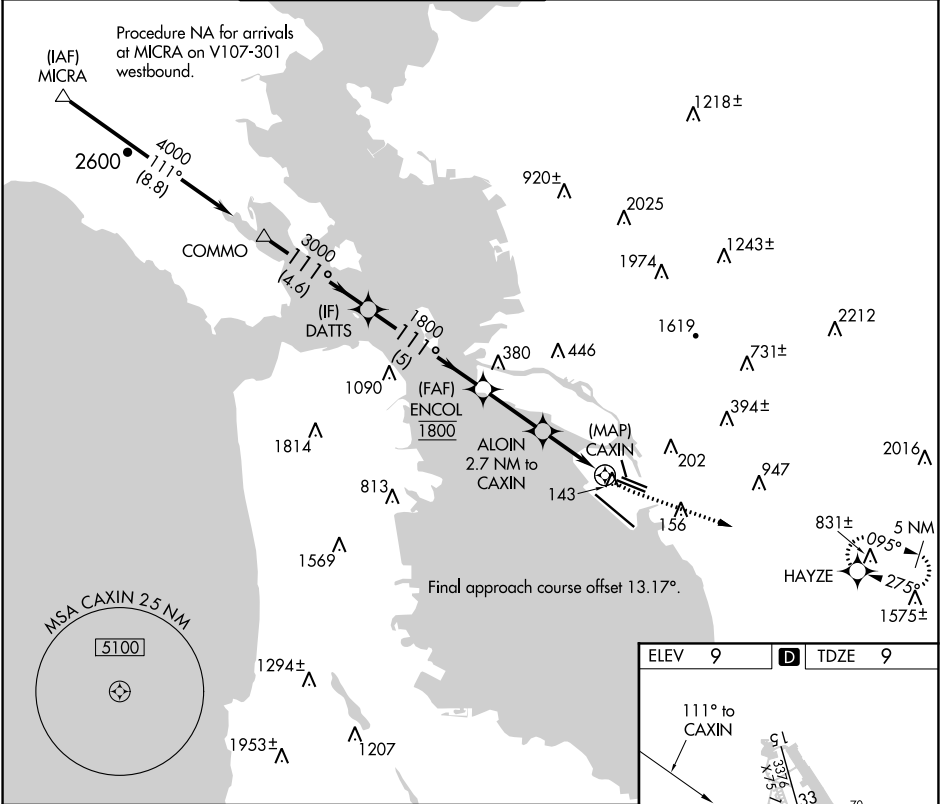 Procedure NA for arrivals
at MICRA on V107-301
westbound.
(IAF)
MICRA
2600
4000
111°
(8.8)
COMMO
3000
111°
(4.6)
(IF)
DATTS
1800
111°
(5)
(FAF)
ENCOL
1800
ALOIN
2.7 NM to
CAXIN
(MAP)
CAXIN
143
156
202
1218±
920±
2025
1974
1243±
1619
2212
731±
380
446
394±
2016
947
1090
1814
813
1569
831±
095°
5 NM
HAYZE
275°
1575±
Final approach course offset 13.17°.
MSA CAXIN 25 NM
5100
1294±
1953±
1207
ELEV 9
D
TDZE 9
111° to
CAXIN
15
3376
X 75
33